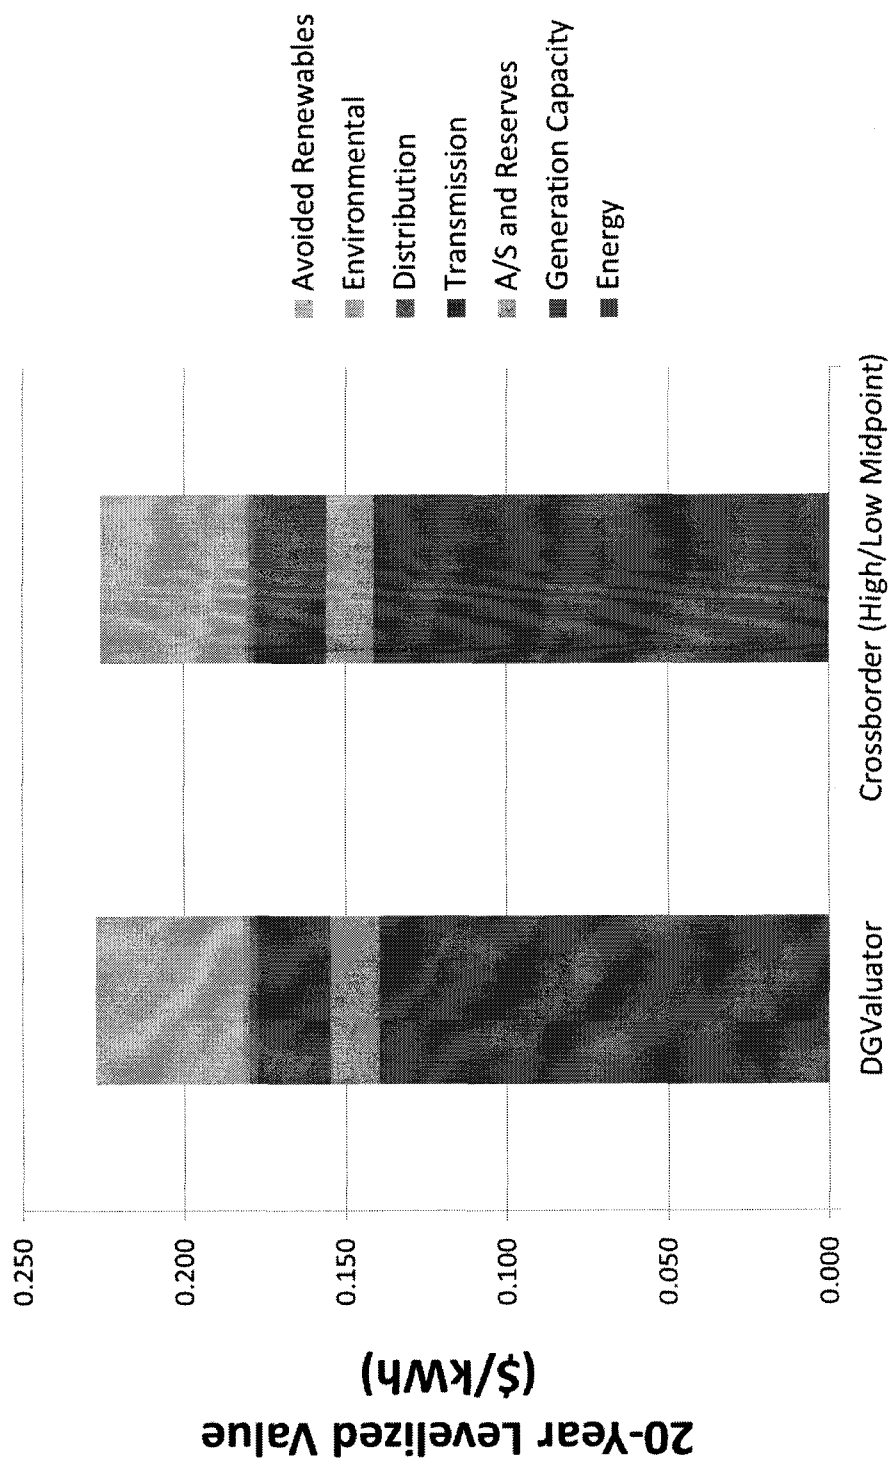 20-Year Levelized Value
($/kWh)
0.250
0.200
0.150
0.100
0.050
0.000
DGValuator
Crossborder (High/Low Midpoint)
Avoided Renewables
Environmental
Distribution
Transmission
A/S and Reserves
Generation Capacity
Energy